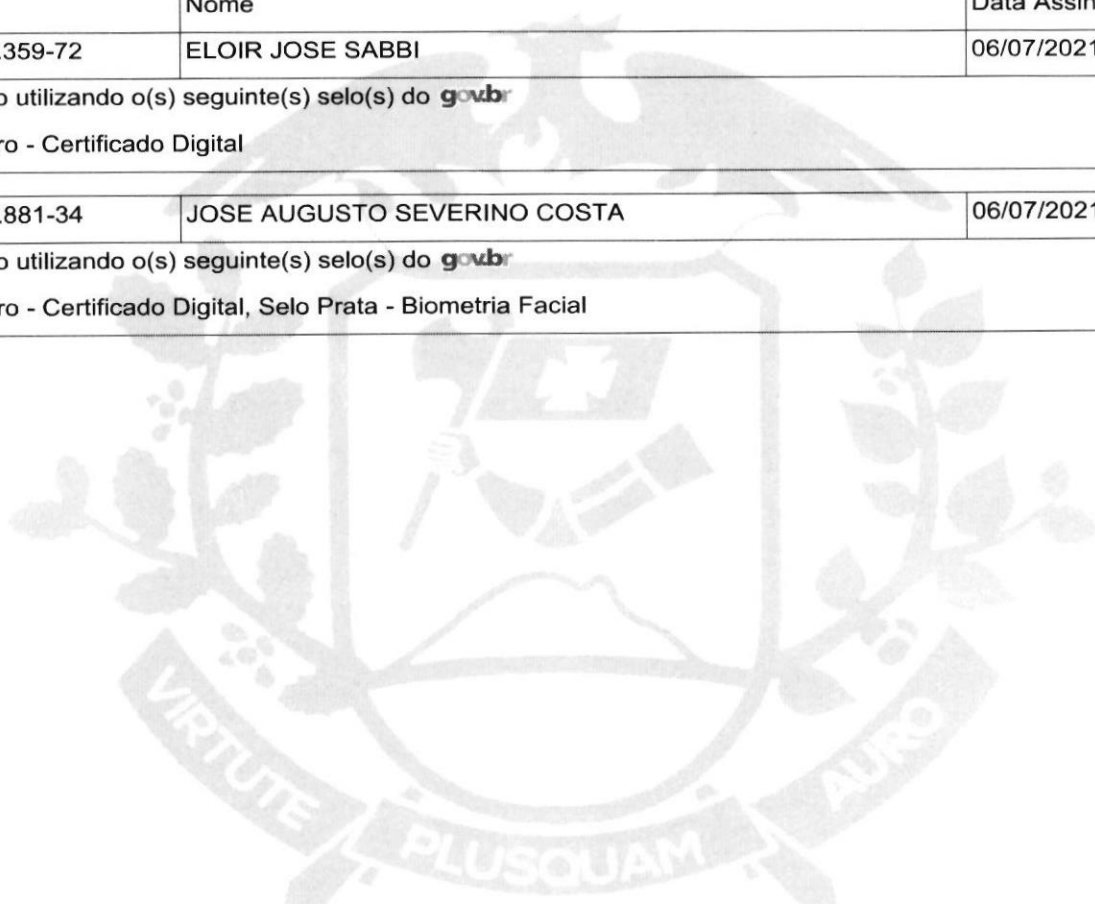 Nome Data Assin
.359-72 ELOIR JOSE SABBI 06/07/2021
o utilizando o(s) seguinte(s) selo(s) do gov.br
ro - Certificado Digital
.881-34 JOSE AUGUSTO SEVERINO COSTA 06/07/2021
o utilizando o(s) seguinte(s) selo(s) do gov.br
ro - Certificado Digital, Selo Prata - Biometria Facial
VIRTUTE PLUSQUAM AURO